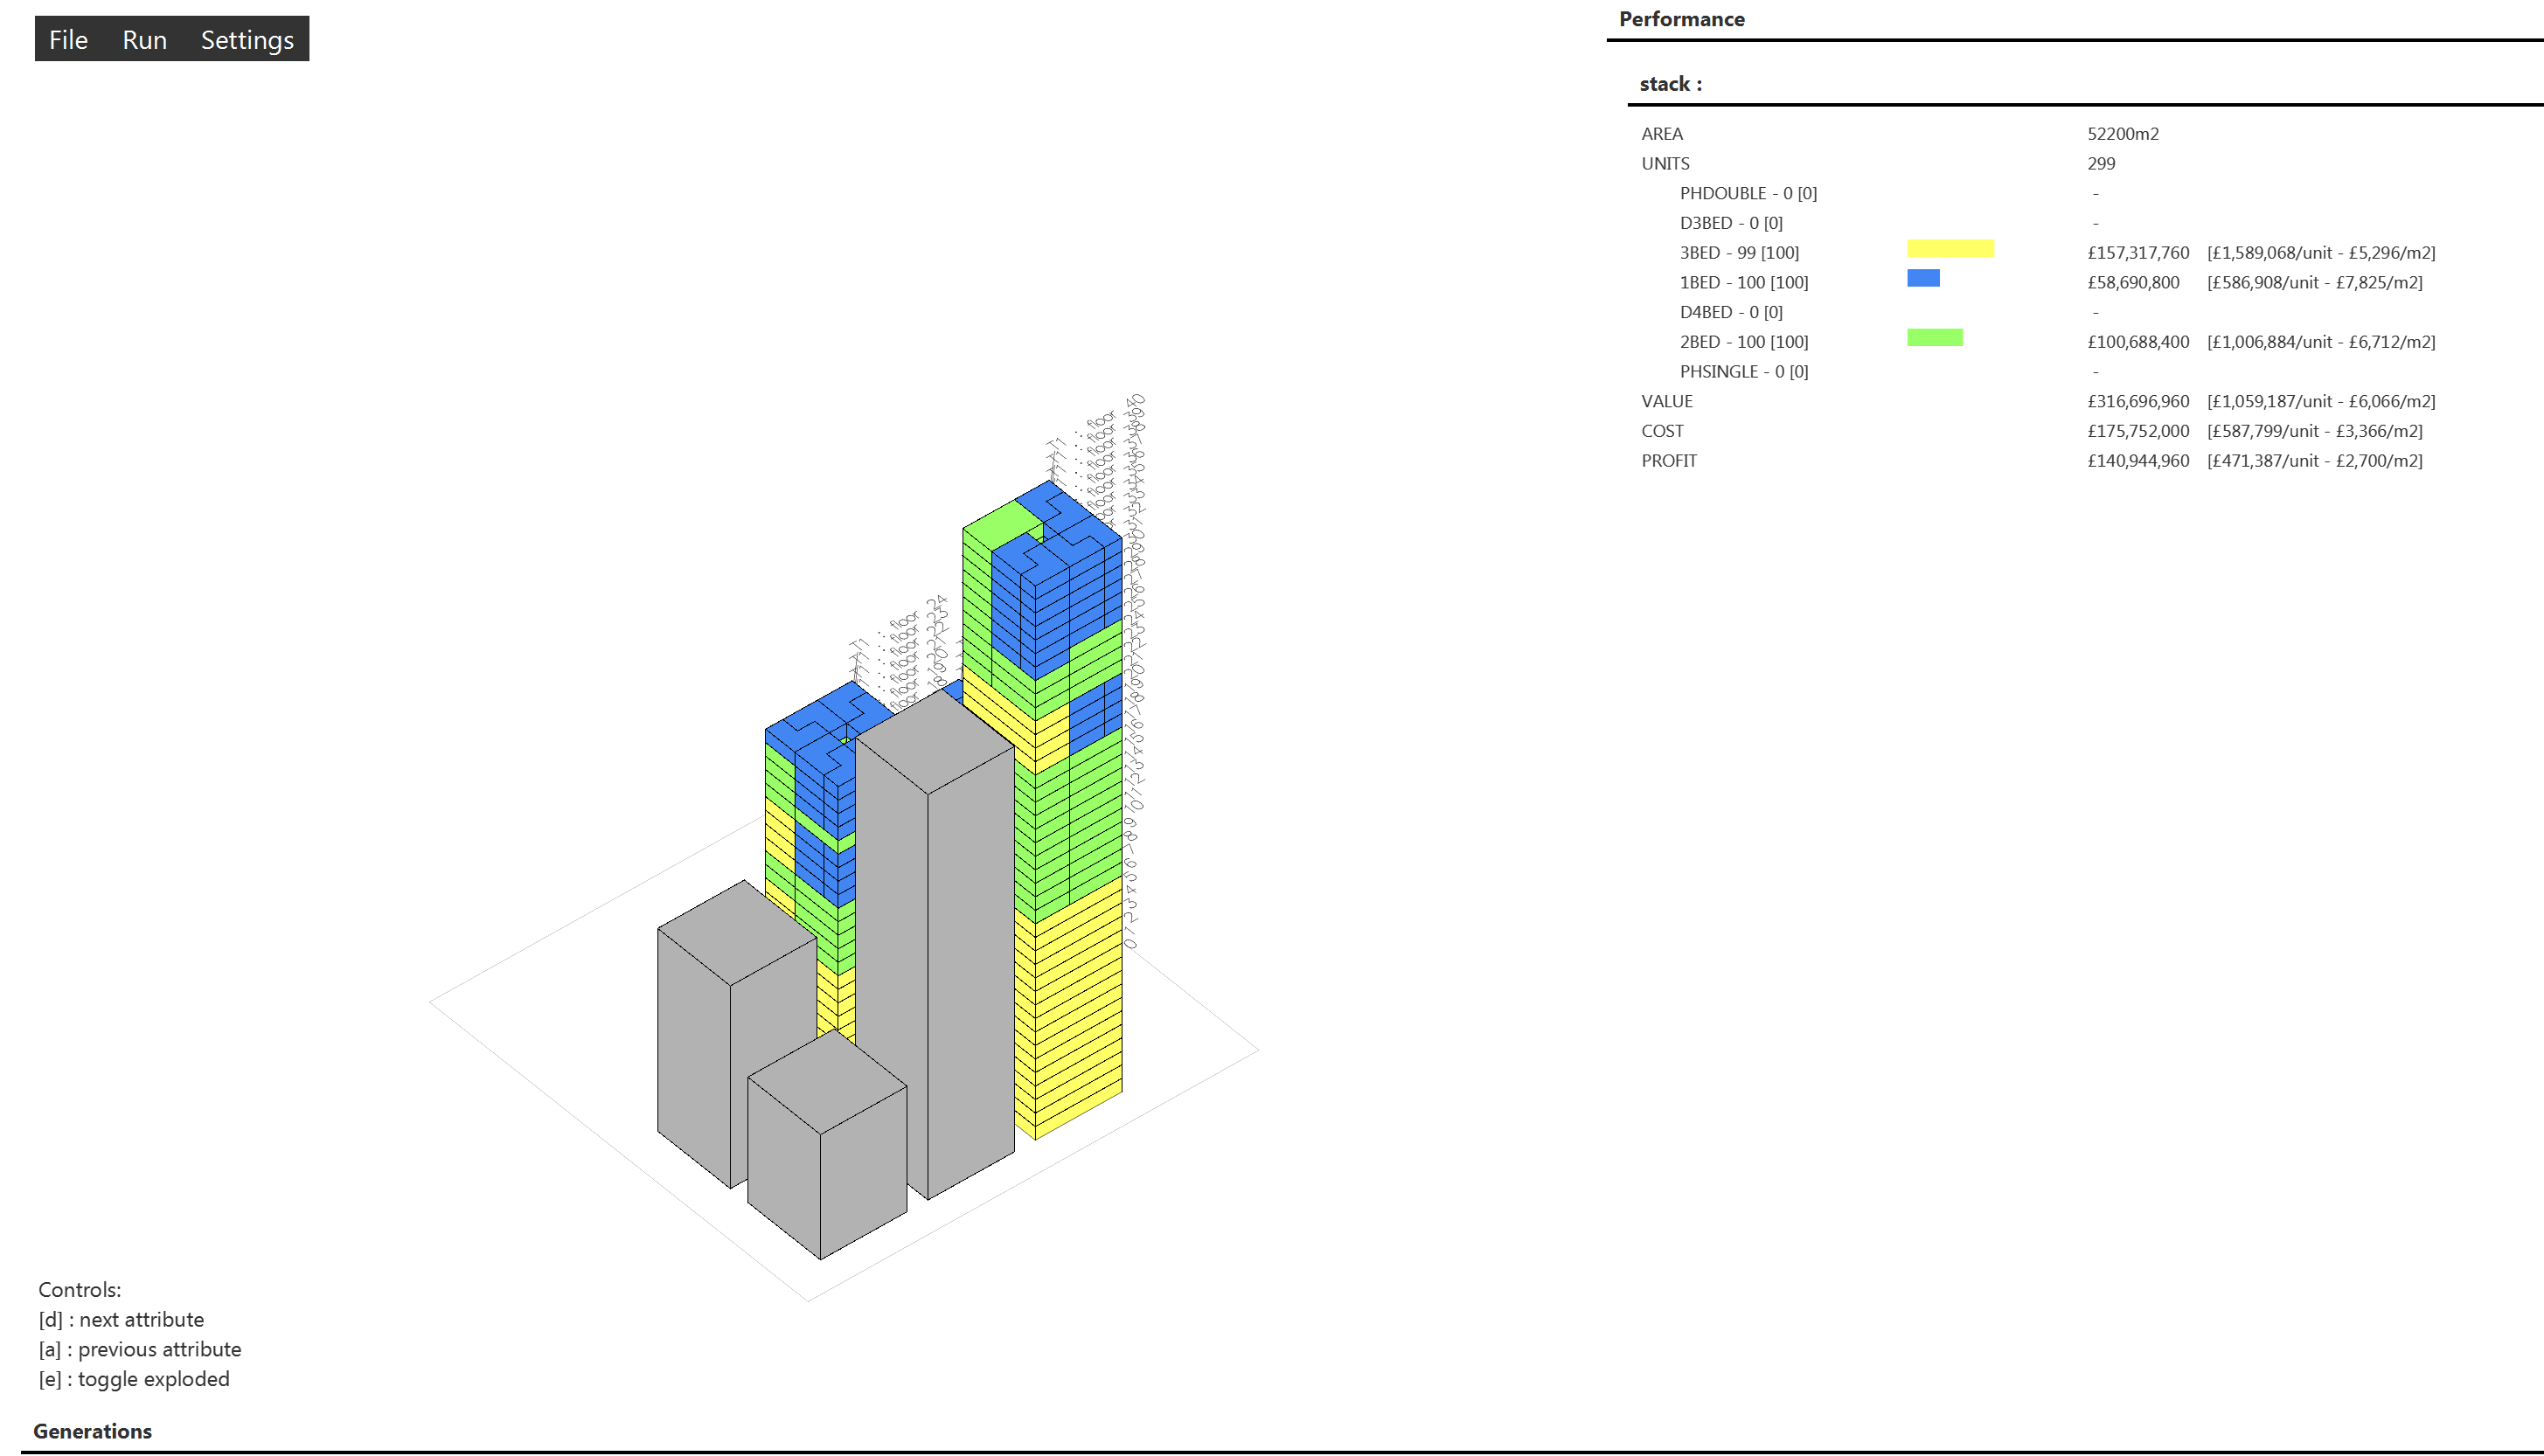 File Run Settings
Performance
stack :
AREA 52200m2
UNITS 299
PHDOUBLE - 0 [0] -
D3BED - 0 [0] -
3BED - 99 [100] £157,317,760 [£1,589,068/unit - £5,296/m2]
1BED - 100 [100] £58,690,800 [£586,908/unit - £7,825/m2]
D4BED - 0 [0] -
2BED - 100 [100] £100,688,400 [£1,006,884/unit - £6,712/m2]
PHSINGLE - 0 [0] -
VALUE £316,696,960 [£1,059,187/unit - £6,066/m2]
COST £175,752,000 [£587,799/unit - £3,366/m2]
PROFIT £140,944,960 [£471,387/unit - £2,700/m2]
Controls:
[d] : next attribute
[a] : previous attribute
[e] : toggle exploded
Generations